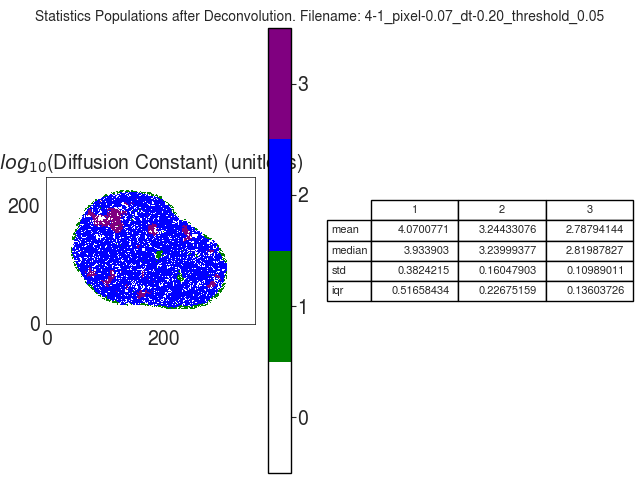 Statistics Populations after Deconvolution. Filename: 4-1_pixel-0.07_dt-0.20_threshold_0.05
log10(Diffusion Constant) (unitless)
200
0
0 200
3
2
1
0
1 2 3
mean 4.0700771 3.24433076 2.78794144
median 3.933903 3.23999377 2.81987827
std 0.3824215 0.16047903 0.10989011
iqr 0.51658434 0.22675159 0.13603726